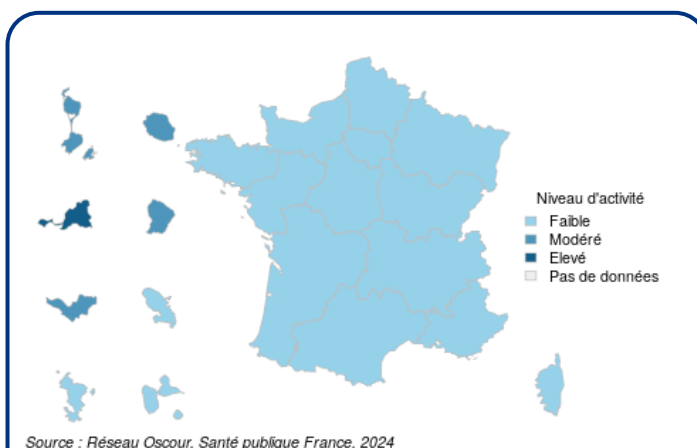 Niveau d'activité
Faible
Modéré
Elevé
Pas de données
Source : Réseau Oscour, Santé publique France, 2024